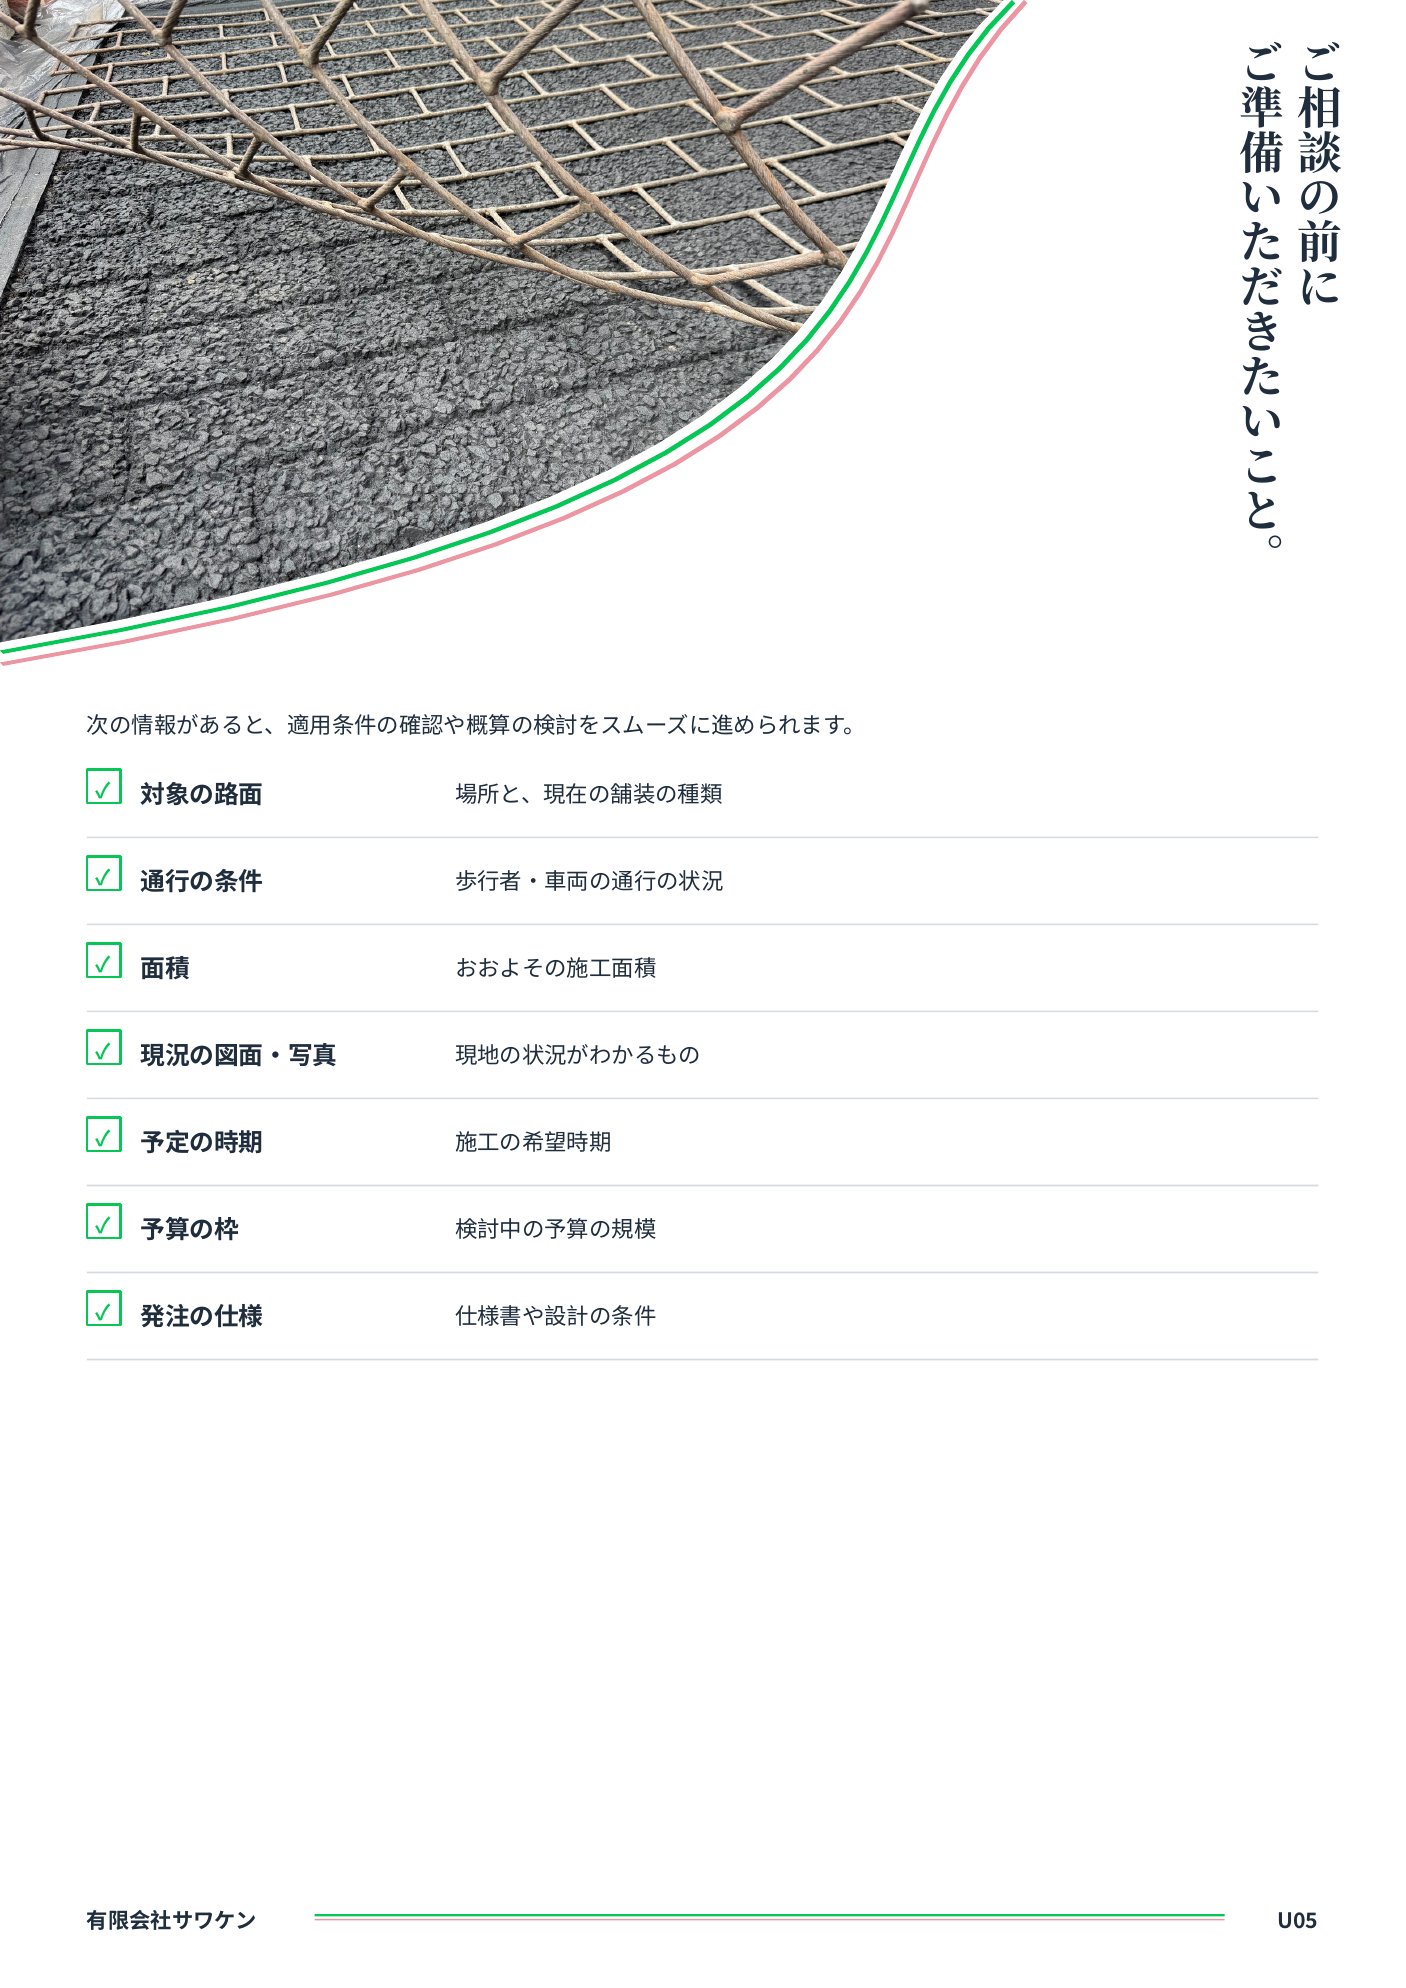 ご相談の前に
ご準備いただきたいこと。
次の情報があると、適用条件の確認や概算の検討をスムーズに進められます。
✓ 対象の路面 場所と、現在の舗装の種類
✓ 通行の条件 歩行者・車両の通行の状況
✓ 面積 おおよその施工面積
✓ 現況の図面・写真 現地の状況がわかるもの
✓ 予定の時期 施工の希望時期
✓ 予算の枠 検討中の予算の規模
✓ 発注の仕様 仕様書や設計の条件
有限会社サワケン U05